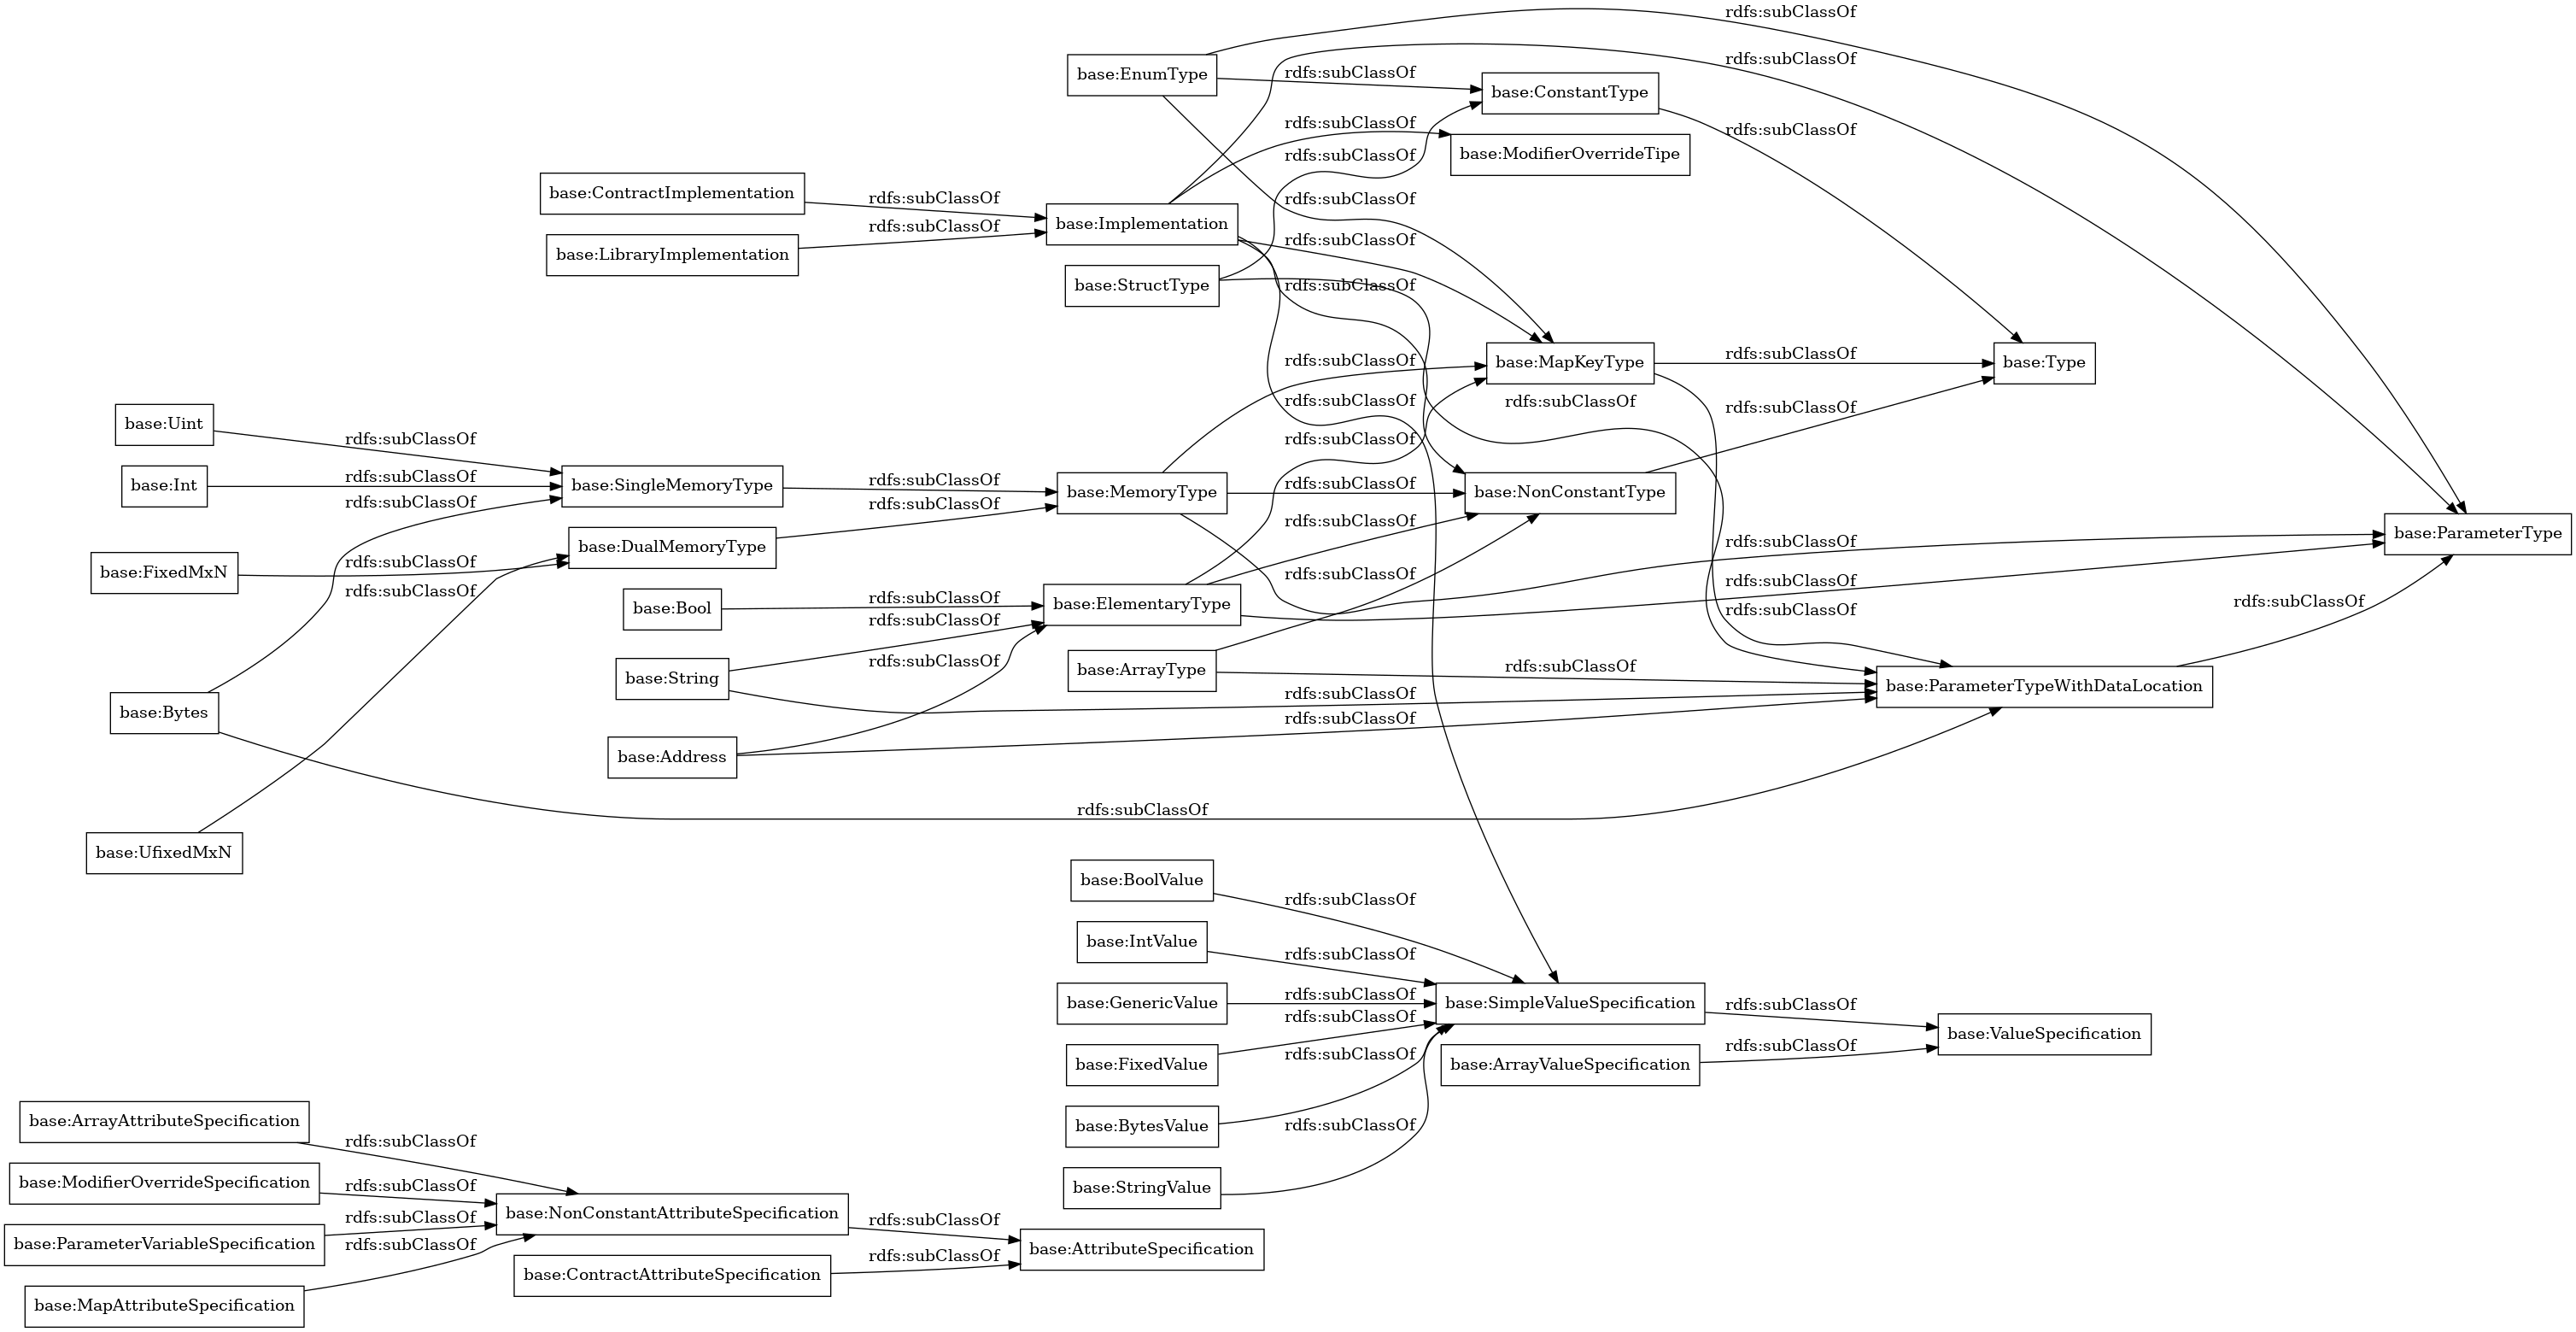 rdfs:subClassOf
rdfs:subClassOf
base:EnumType
rdfs:subClassOf
base:ConstantType
rdfs:subClassOf
rdfs:subClassOf
base:ModifierOverrideTipe
rdfs:subClassOf
base:ContractImplementation
rdfs:subClassOf
rdfs:subClassOf
base:Implementation
rdfs:subClassOf
rdfs:subClassOf
base:LibraryImplementation
base:StructType
rdfs:subClassOf
rdfs:subClassOf
base:MapKeyType
rdfs:subClassOf
base:Type
rdfs:subClassOf
rdfs:subClassOf
rdfs:subClassOf
base:Uint
rdfs:subClassOf
rdfs:subClassOf
base:Int
rdfs:subClassOf
base:SingleMemoryType
rdfs:subClassOf
base:MemoryType
rdfs:subClassOf
base:NonConstantType
rdfs:subClassOf
rdfs:subClassOf
rdfs:subClassOf
base:ParameterType
base:DualMemoryType
rdfs:subClassOf
base:FixedMxN
rdfs:subClassOf
rdfs:subClassOf
rdfs:subClassOf
rdfs:subClassOf
base:Bool
rdfs:subClassOf
base:ElementaryType
rdfs:subClassOf
rdfs:subClassOf
rdfs:subClassOf
rdfs:subClassOf
base:String
base:ArrayType
rdfs:subClassOf
base:ParameterTypeWithDataLocation
rdfs:subClassOf
base:Bytes
rdfs:subClassOf
base:Address
rdfs:subClassOf
base:UfixedMxN
base:BoolValue
rdfs:subClassOf
base:IntValue
rdfs:subClassOf
base:GenericValue
rdfs:subClassOf
base:SimpleValueSpecification
rdfs:subClassOf
rdfs:subClassOf
base:ValueSpecification
base:FixedValue
rdfs:subClassOf
base:ArrayValueSpecification
rdfs:subClassOf
base:BytesValue
rdfs:subClassOf
base:StringValue
base:ArrayAttributeSpecification
rdfs:subClassOf
base:ModifierOverrideSpecification
rdfs:subClassOf
base:NonConstantAttributeSpecification
rdfs:subClassOf
rdfs:subClassOf
base:ParameterVariableSpecification
rdfs:subClassOf
base:AttributeSpecification
rdfs:subClassOf
base:ContractAttributeSpecification
base:MapAttributeSpecification